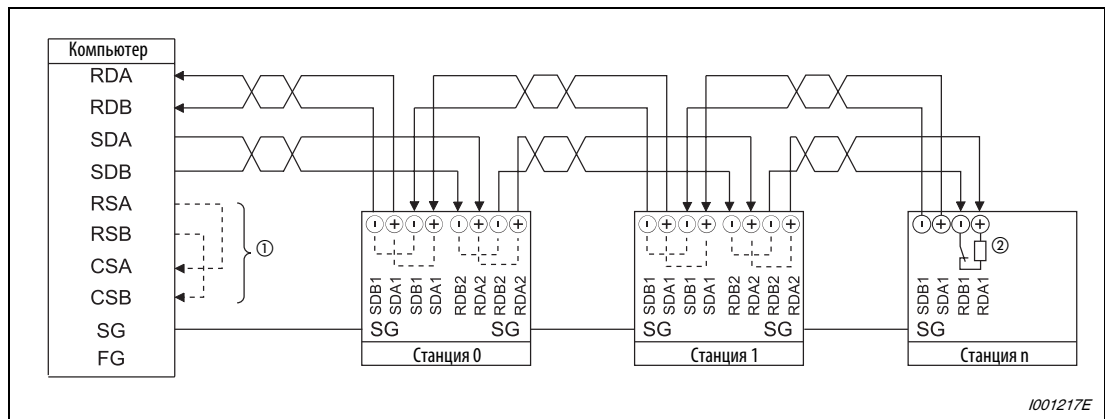 Компьютер
RDA
RDB
SDA
SDB
RSA
RSB
CSA
CSB
SG
FG
①
- + - + - + - +
SDB1 SDA1 SDB1 SDA1 RDB2 RDA2 RDB2 RDA2
SG SG
Станция 0
- + - + - + - +
SDB1 SDA1 SDB1 SDA1 RDB2 RDA2 RDB2 RDA2
SG SG
Станция 1
- + - +
②
SDB1 SDA1 RDB1 RDA1
SG
Станция n
I001217E